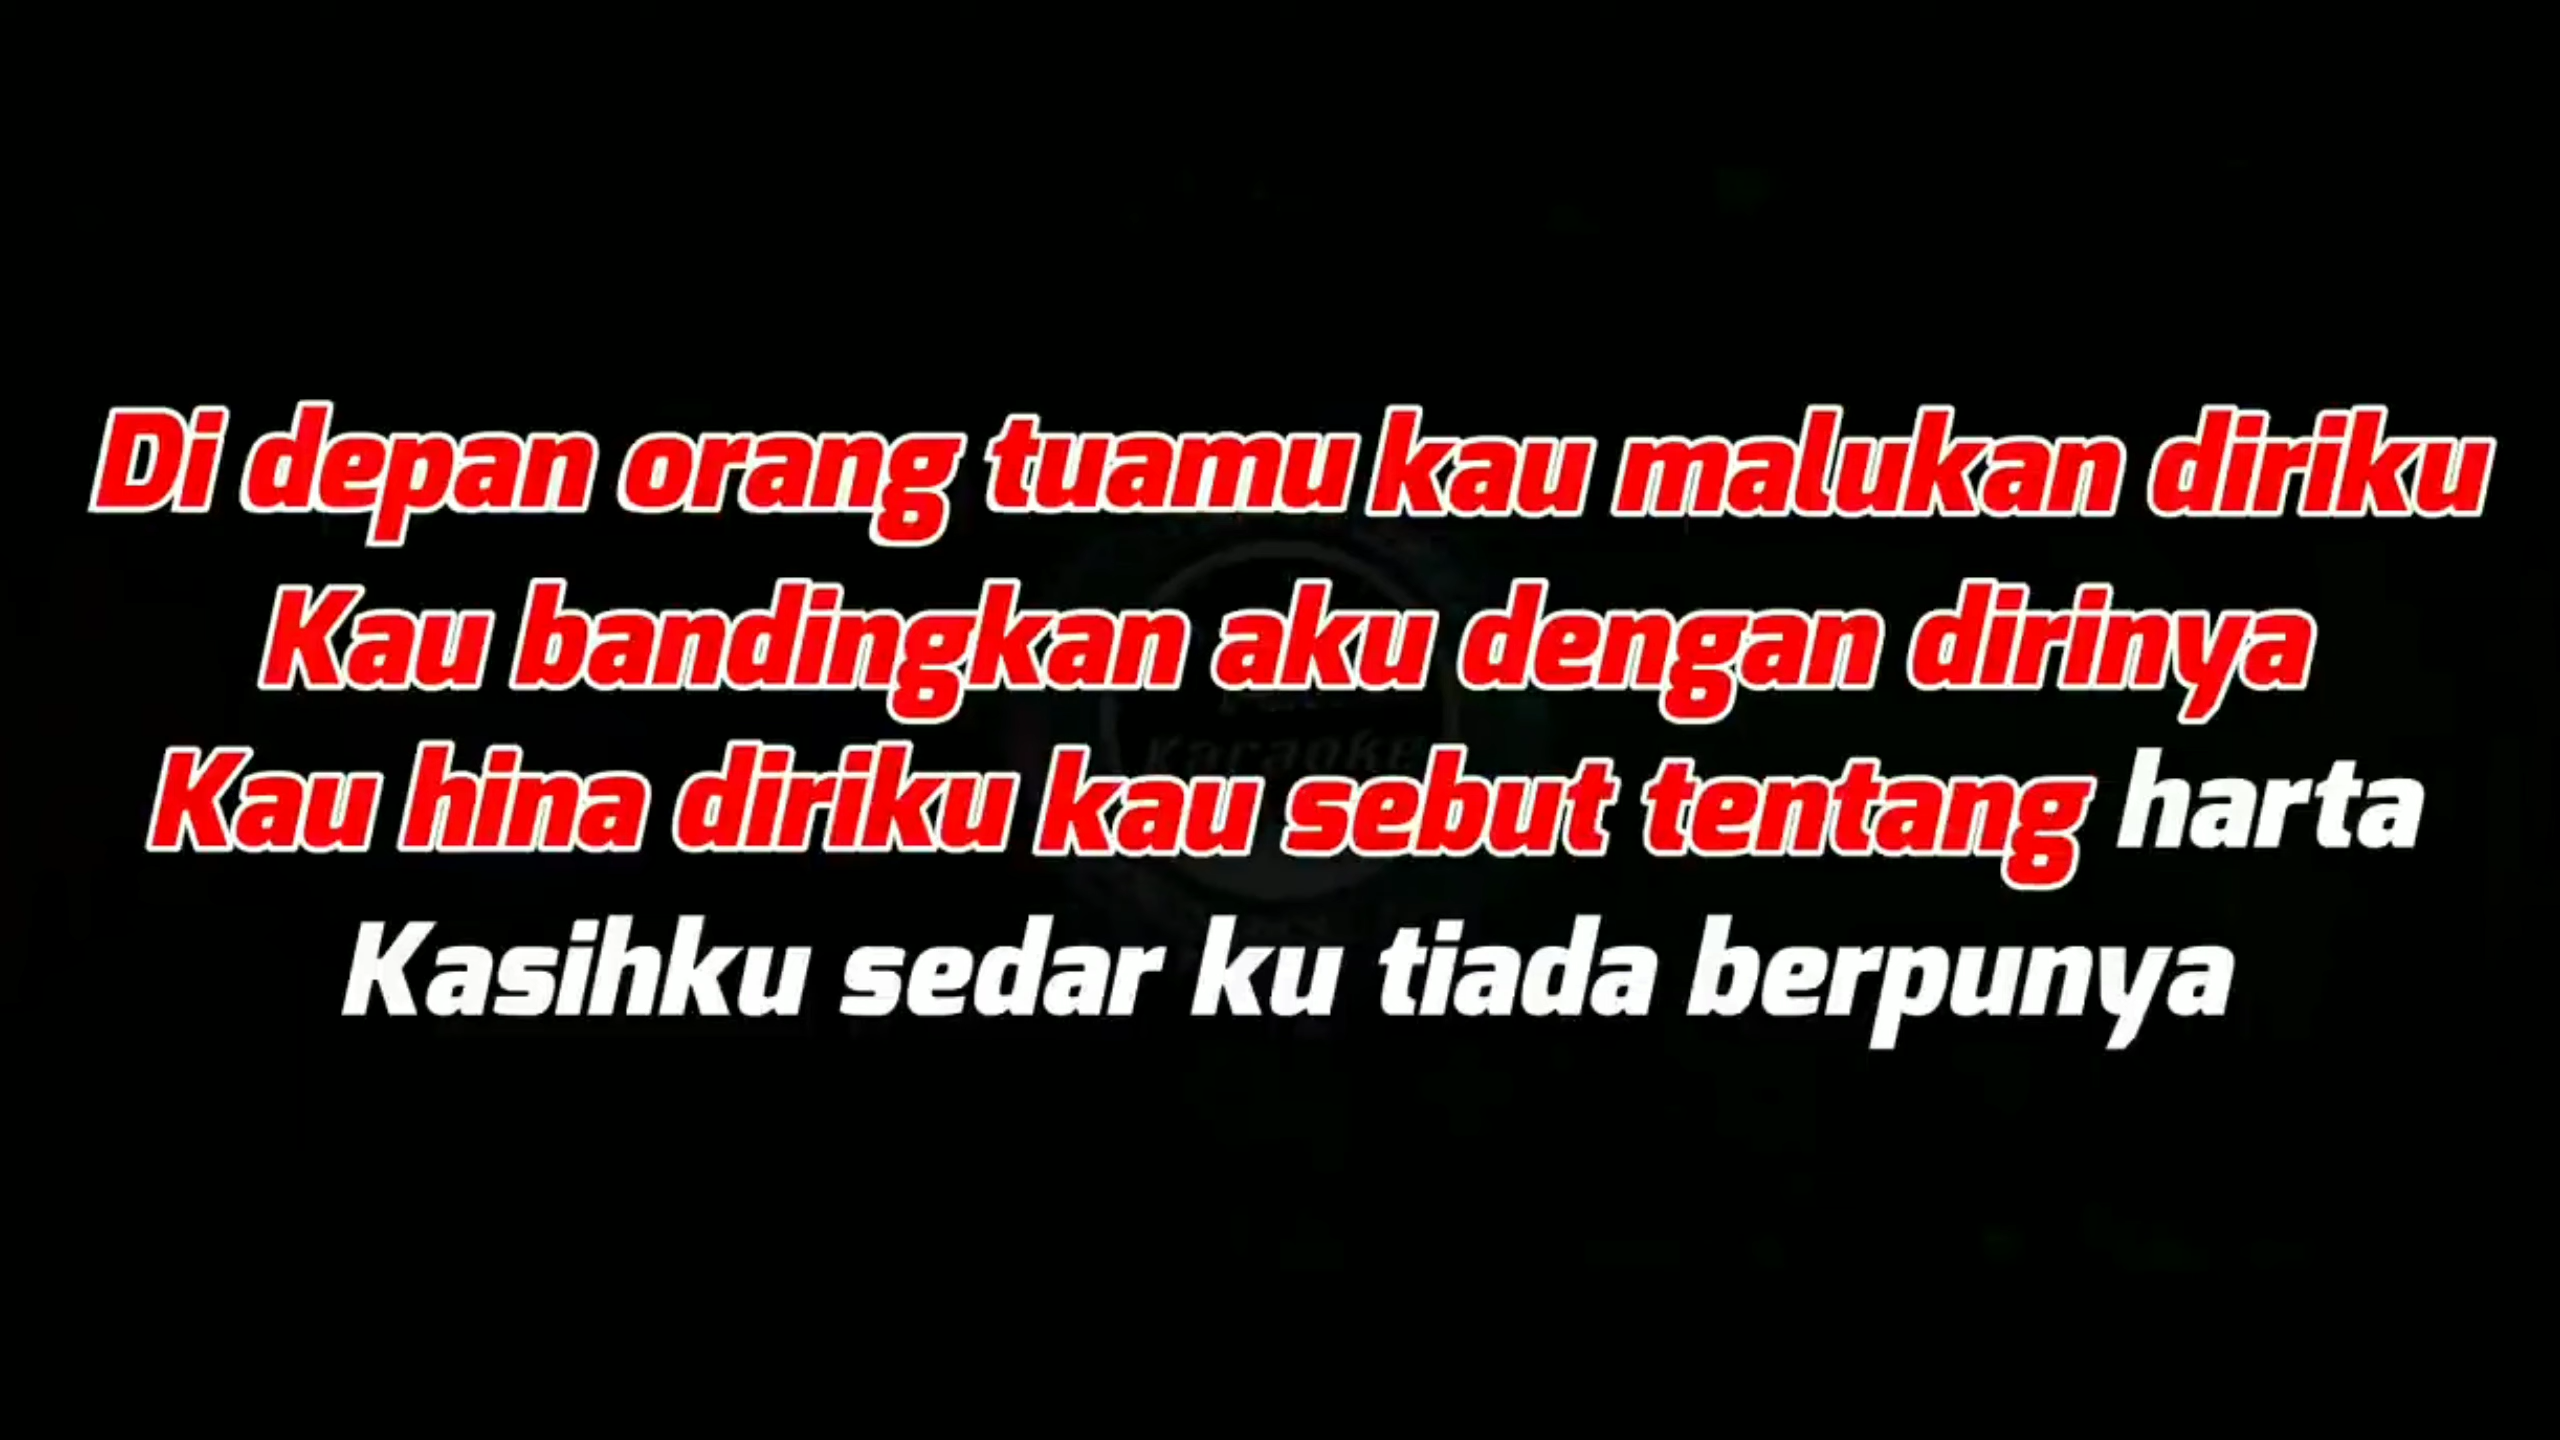 Di depan orang tuamu kau malukan diriku
Kau bandingkan aku dengan dirinya
Kau hina diriku kau sebut tentang harta
Kasihku sedar ku tiada berpunya
Karaoke